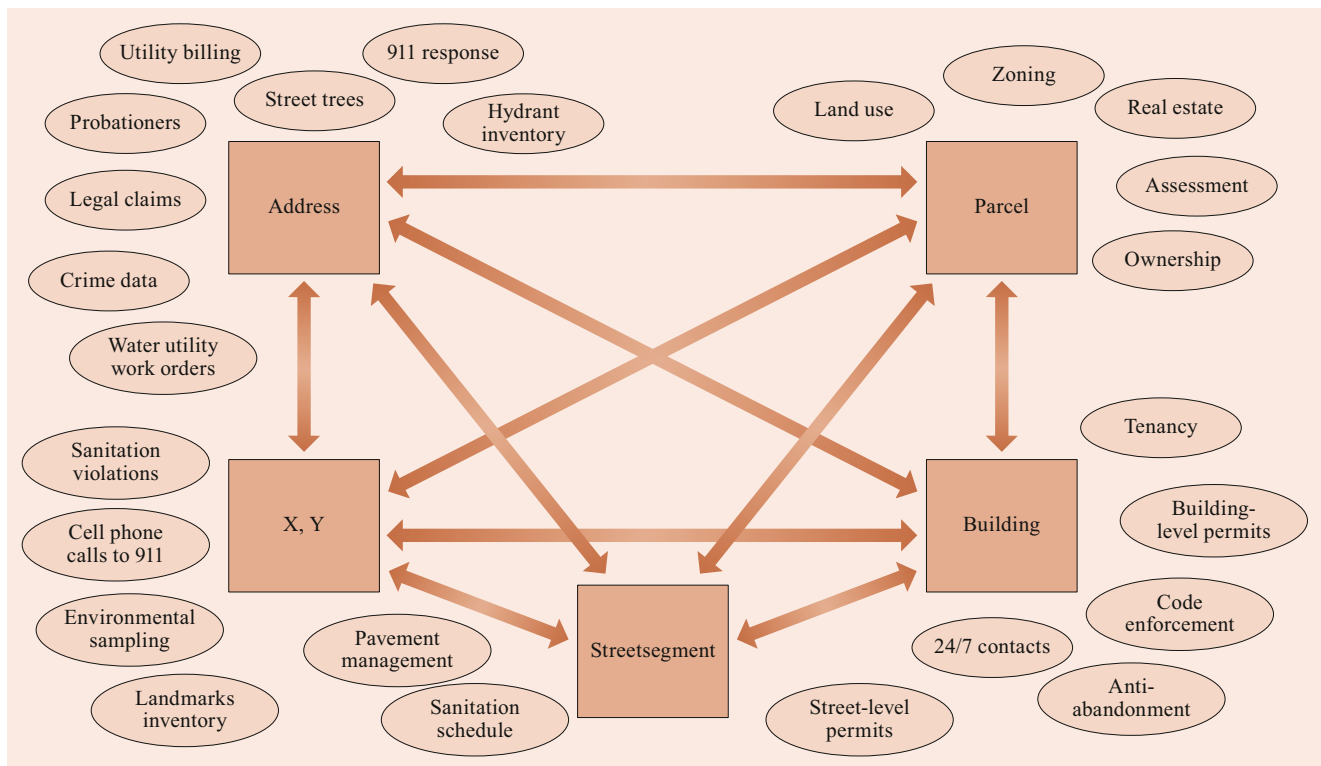 Utility billing
911 response
Street trees
Hydrant
inventory
Probationers
Legal claims
Crime data
Water utility
work orders
Address
Land use
Zoning
Real estate
Assessment
Ownership
Parcel
Sanitation
violations
Cell phone
calls to 911
Environmental
sampling
Landmarks
inventory
X, Y
Pavement
management
Sanitation
schedule
Streetsegment
Street-level
permits
Building
Tenancy
Building-
level permits
Code
enforcement
24/7 contacts
Anti-
abandonment